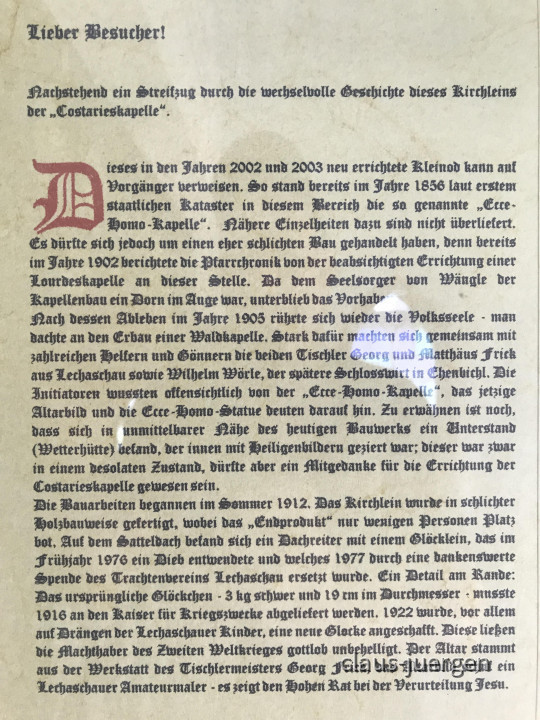 Lieber Besucher!
Nachstehend ein Streifzug durch die wechselvolle Geschichte dieses Kirchleins
der „Costarieskapelle“.
Dieses in den Jahren 2002 und 2003 neu errichtete Kleinod kann auf
Vorgänger verweisen. So stand bereits im Jahre 1856 laut erstem
staatlichen Kataster in diesem Bereich die so genannte „Ecce-
Homo-Kapelle“. Nähere Einzelheiten dazu sind nicht überliefert.
Es dürfte sich jedoch um einen eher schlichten Bau gehandelt haben, denn bereits
im Jahre 1902 berichtete die Pfarrchronik von der beabsichtigten Errichtung einer
Lourdeskapelle an dieser Stelle. Da dem Seelsorger von Wängle der
Kapellenbau ein Dorn im Auge war, unterblieb das
Nach dessen Ableben im Jahre 1905 rührte sich wieder die Volksseele - man
dachte an den Erbau einer Waldkapelle. Stark dafür machten sich gemeinsam mit
zahlreichen Helfern und Gönnern die beiden Tischler Georg und Matthäus Frick
aus Lechaschau sowie Wilhelm Wörle, der spätere Schlosswirt in Ehenbichl. Die
Initiatoren wussten offensichtlich von der „Ecce-Homo-Kapelle“, das jetzige
Altarbild und die Ecce-Homo-Statue deuten darauf hin. Zu erwähnen ist noch,
dass sich in unmittelbarer Nähe des heutigen Bauwerks ein Unterstand
(Wetterhütte) befand, der innen mit Heiligenbildern geziert war; dieser war zwar
in einem desolaten Zustand, dürfte aber ein Mitgedanke für die Errichtung der
Costarieskapelle gewesen sein.
Die Bauarbeiten begannen im Sommer 1912. Das Kirchlein wurde in schlichter
Holzbauweise gefertigt, wobei das „Endprodukt“ nur wenigen Personen Platz
bot. Auf dem Satteldach befand sich ein Dachreiter mit einem Glöcklein, das im
Frühjahr 1976 ein Dieb entwendete und welches 1977 durch eine dankenswerte
Spende des Trachtenvereins Lechaschau ersetzt wurde. Ein Detail am Rande:
Das ursprüngliche Glöckchen - 3 kg schwer und 19 cm im Durchmesser - musste
1916 an den Kaiser für Kriegszwecke abgeliefert werden. 1922 wurde, vor allem
auf Drängen der Lechaschauer Kinder, eine neue Glocke angeschafft. Diese ließen
die Machthaber des Zweiten Weltkrieges gottlob unbehelligt. Der Altar stammt
aus der Werkstatt des Tischlermeisters Georg ein
Lechaschauer Amateurmaler - es zeigt den Hohen Rat bei der Verurteilung Jesu.
claus-juergen